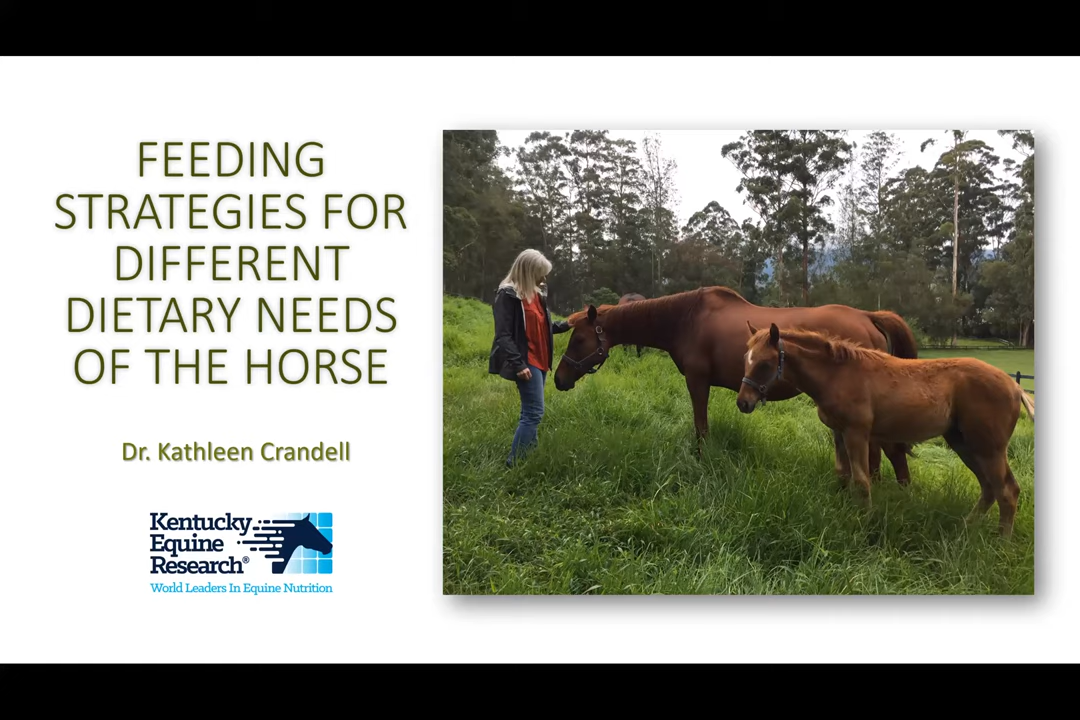 FEEDING
STRATEGIES FOR
DIFFERENT
DIETARY NEEDS
OF THE HORSE
Dr. Kathleen Crandell
Kentucky
Equine
Research®
World Leaders In Equine Nutrition